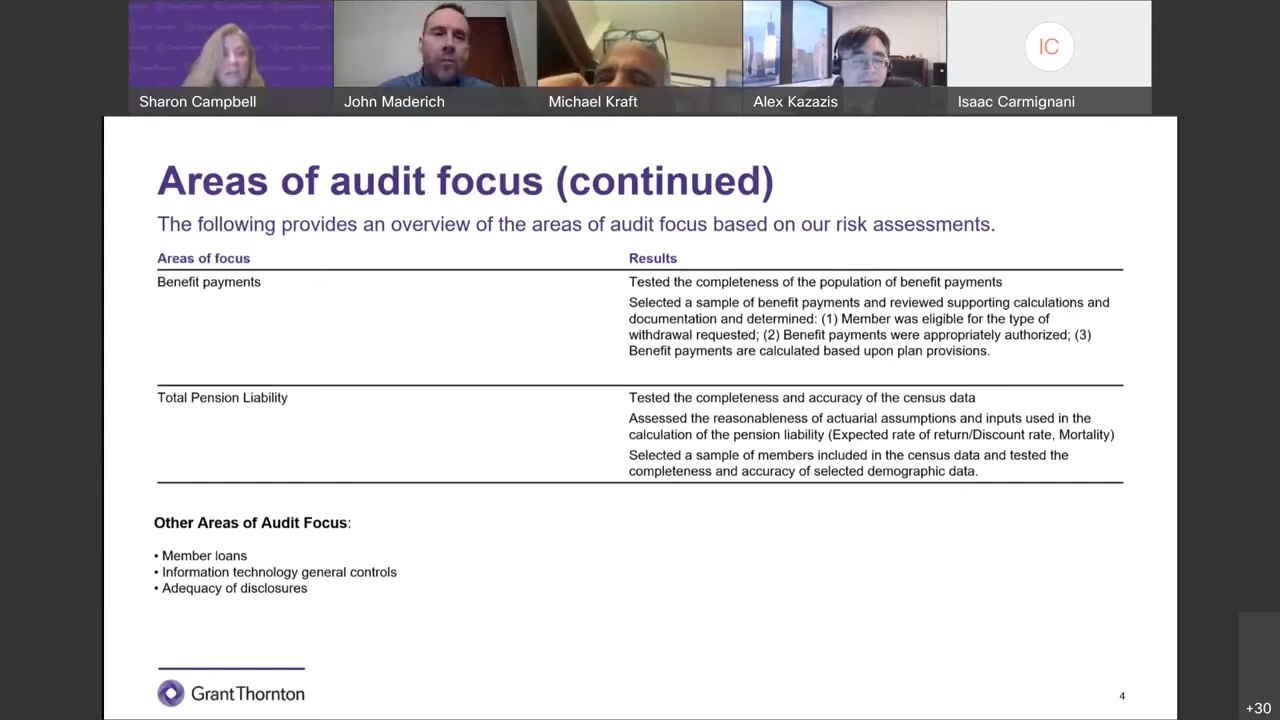 IC
Sharon Campbell
John Maderich
Michael Kraft
Alex Kazazis
Isaac Carmignani
Areas of audit focus (continued)
The following provides an overview of the areas of audit focus based on our risk assessments.
Areas of focus
Results
Benefit payments
Tested the completeness of the population of benefit payments
Selected a sample of benefit payments and reviewed supporting calculations and
documentation and determined: (1) Member was eligible for the type of
withdrawal requested; (2) Benefit payments were appropriately authorized; (3)
Benefit payments are calculated based upon plan provisions.
Total Pension Liability
Tested the completeness and accuracy of the census data
Assessed the reasonableness of actuarial assumptions and inputs used in the
calculation of the pension liability (Expected rate of return/Discount rate, Mortality)
Selected a sample of members included in the census data and tested the
completeness and accuracy of selected demographic data.
Other Areas of Audit Focus:
• Member loans
• Information technology general controls
• Adequacy of disclosures
GrantThornton
4
+30